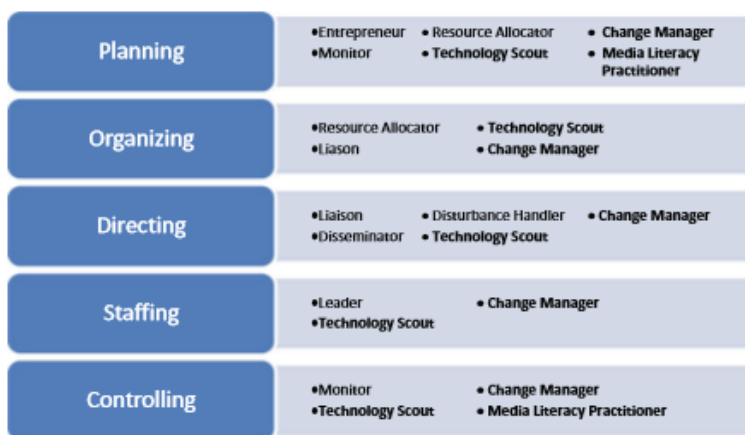 Planning
•Entrepreneur • Resource Allocator • Change Manager
•Monitor • Technology Scout • Media Literacy
Practitioner
Organizing
•Resource Allocator • Technology Scout
•Liason • Change Manager
Directing
•Liaison • Disturbance Handler • Change Manager
•Disseminator • Technology Scout
Staffing
•Leader • Change Manager
•Technology Scout
Controlling
•Monitor • Change Manager
•Technology Scout • Media Literacy Practitioner